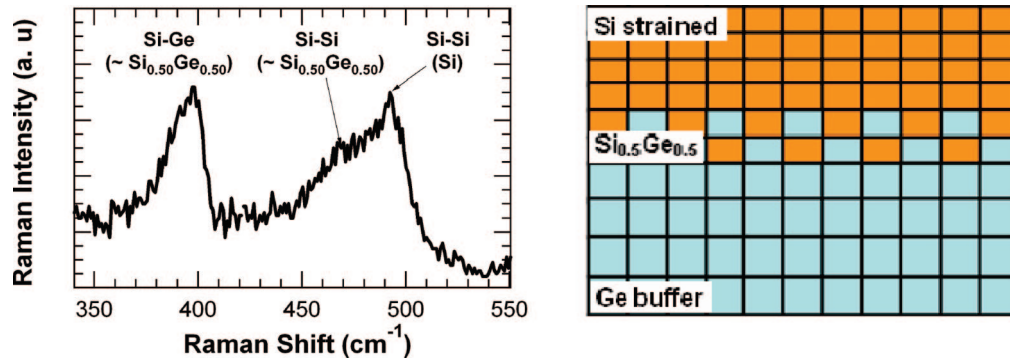 Raman Intensity (a. u)
Si-Ge
(~ Si₀.₅₀Ge₀.₅₀)
Si-Si
(~ Si₀.₅₀Ge₀.₅₀)
Si-Si
(Si)
350 400 450 500 550
Raman Shift (cm⁻¹)
Si strained
Si₀.₅Ge₀.₅
Ge buffer